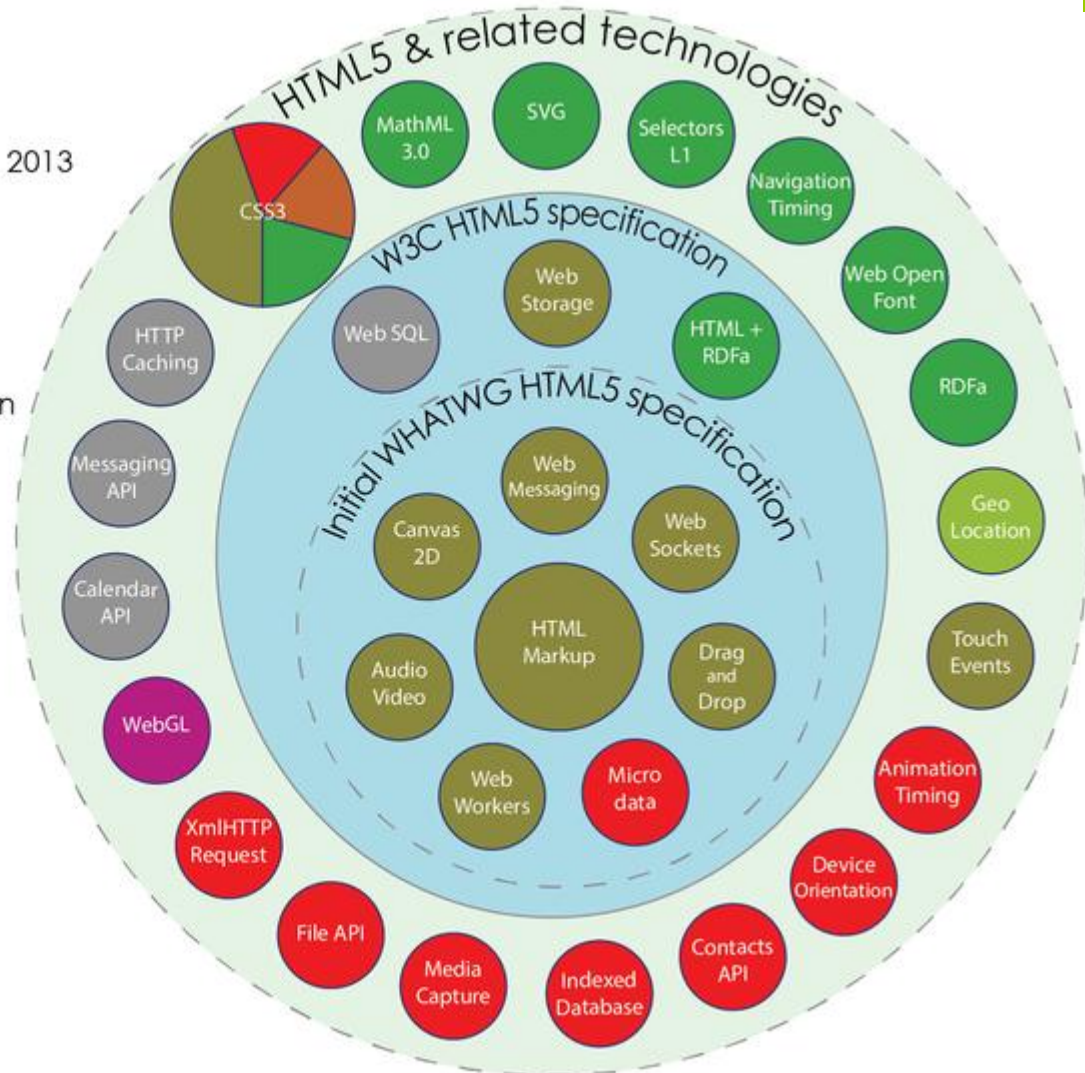 HTML5 & related technologies
2013
n
MathML
3.0
SVG
Selectors
L1
Navigation
Timing
Web Open
Font
RDFa
Geo
Location
Touch
Events
Animation
Timing
Device
Orientation
Contacts
API
Indexed
Database
Media
Capture
File API
XmlHTTP
Request
WebGL
Calendar
API
Messaging
API
HTTP
Caching
CSS3
W3C HTML5 specification
Web SQL
Web
Storage
HTML +
RDFa
Initial WHATWG HTML5 specification
Web
Messaging
Canvas
2D
Web
Sockets
HTML
Markup
Audio
Video
Drag
and
Drop
Web
Workers
Micro
data